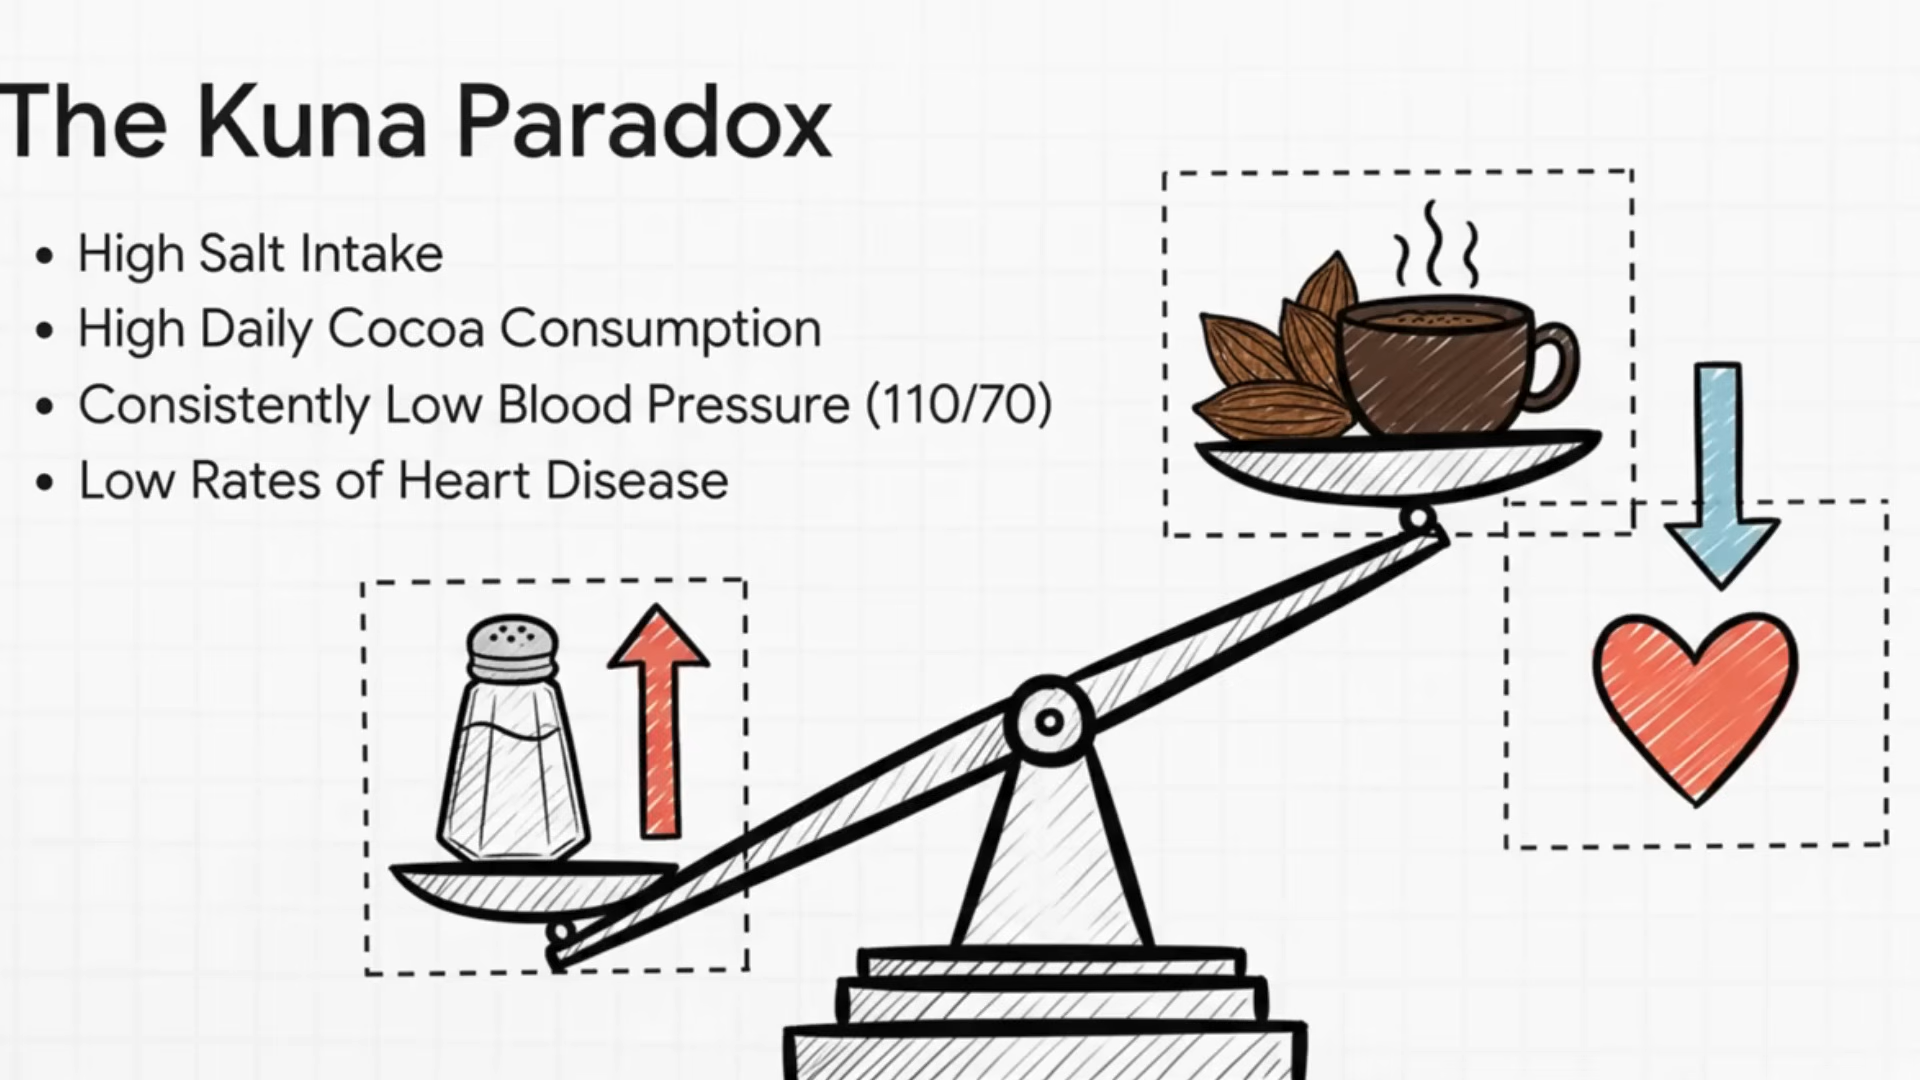 The Kuna Paradox
• High Salt Intake
• High Daily Cocoa Consumption
• Consistently Low Blood Pressure (110/70)
• Low Rates of Heart Disease